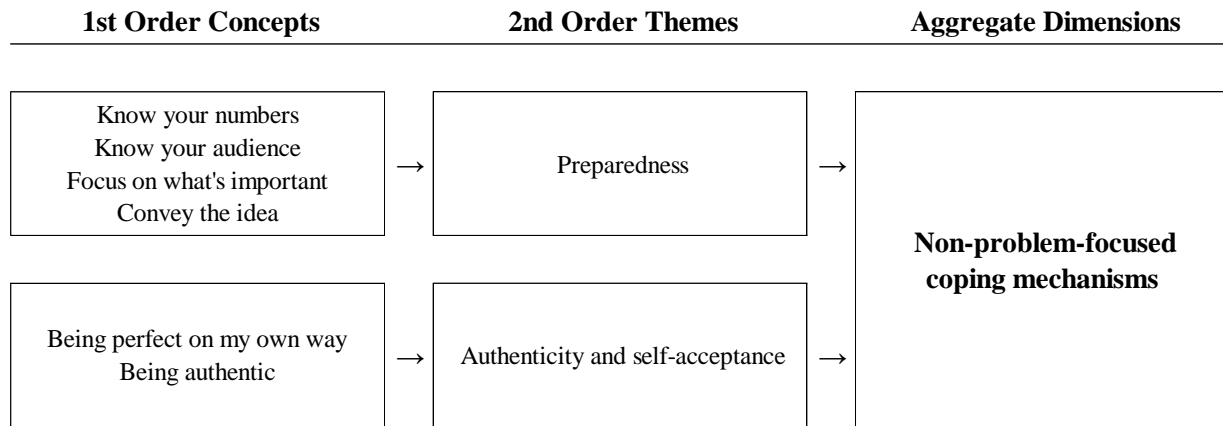 1st Order Concepts
2nd Order Themes
Aggregate Dimensions
Know your numbers
Know your audience
Focus on what's important
Convey the idea
→
Preparedness
→
Being perfect on my own way
Being authentic
→
Authenticity and self-acceptance
→
Non-problem-focused
coping mechanisms